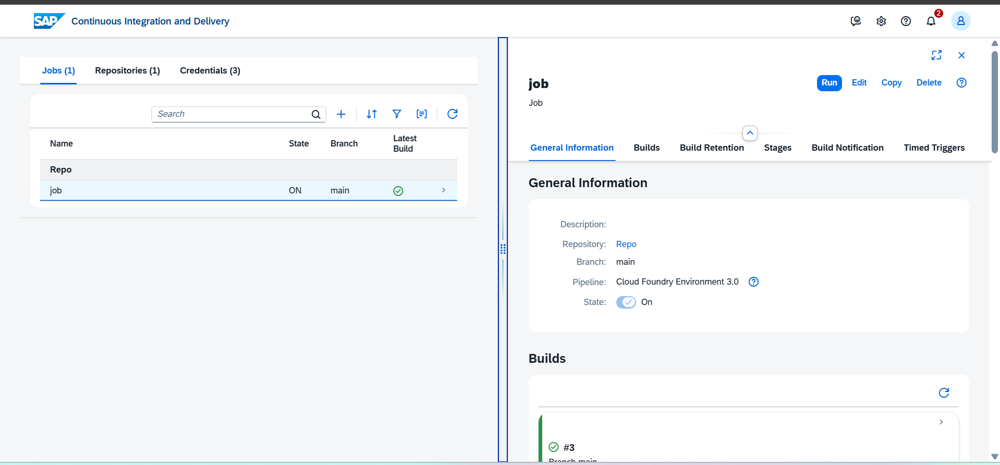 SAP Continuous Integration and Delivery
2
Jobs (1) Repositories (1) Credentials (3)
Search
Name State Branch Latest Build
Repo
job ON main
job
Job
Run Edit Copy Delete
General Information Builds Build Retention Stages Build Notification Timed Triggers
General Information
Description:
Repository: Repo
Branch: main
Pipeline: Cloud Foundry Environment 3.0
State: On
Builds
#3
Branch main